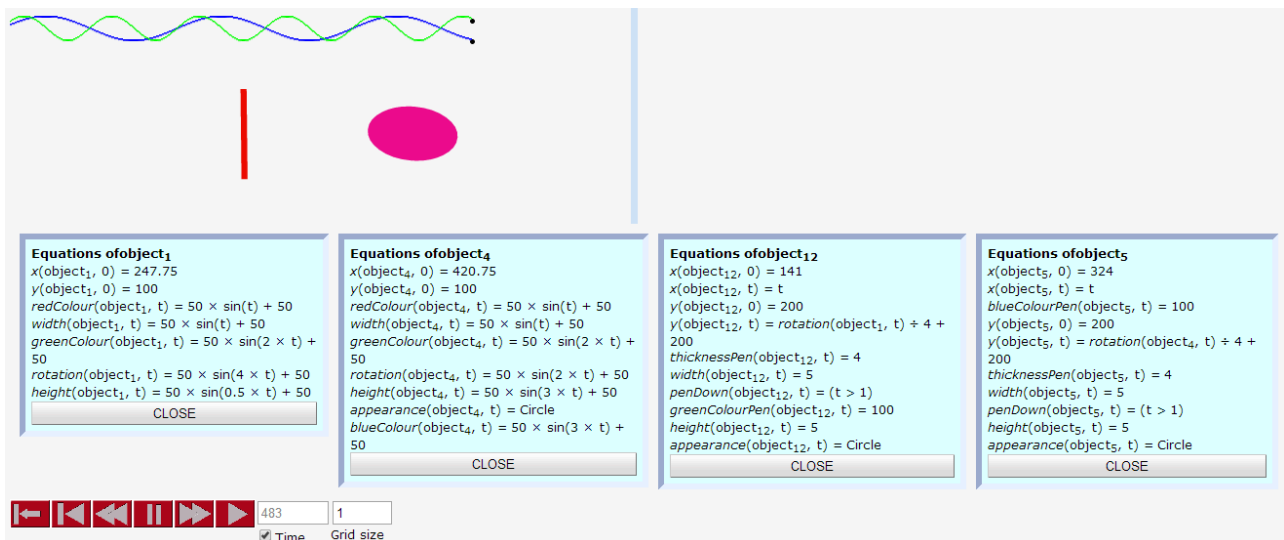 Equations ofobject₁
x(object₁, 0) = 247.75
y(object₁, 0) = 100
redColour(object₁, t) = 50 × sin(t) + 50
width(object₁, t) = 50 × sin(t) + 50
greenColour(object₁, t) = 50 × sin(2 × t) +
50
rotation(object₁, t) = 50 × sin(4 × t) + 50
height(object₁, t) = 50 × sin(0.5 × t) + 50
CLOSE
Equations ofobject₄
x(object₄, 0) = 420.75
y(object₄, 0) = 100
redColour(object₄, t) = 50 × sin(t) + 50
width(object₄, t) = 50 × sin(t) + 50
greenColour(object₄, t) = 50 × sin(2 × t) +
50
rotation(object₄, t) = 50 × sin(2 × t) + 50
height(object₄, t) = 50 × sin(3 × t) + 50
appearance(object₄, t) = Circle
blueColour(object₄, t) = 50 × sin(3 × t) +
50
CLOSE
Equations ofobject₁₂
x(object₁₂, 0) = 141
x(object₁₂, t) = t
y(object₁₂, 0) = 200
y(object₁₂, t) = rotation(object₁, t) ÷ 4 +
200
thicknessPen(object₁₂, t) = 4
width(object₁₂, t) = 5
penDown(object₁₂, t) = (t > 1)
greenColourPen(object₁₂, t) = 100
height(object₁₂, t) = 5
appearance(object₁₂, t) = Circle
CLOSE
Equations ofobject₅
x(object₅, 0) = 324
x(object₅, t) = t
blueColourPen(object₅, t) = 100
y(object₅, 0) = 200
y(object₅, t) = rotation(object₄, t) ÷ 4 +
200
thicknessPen(object₅, t) = 4
width(object₅, t) = 5
penDown(object₅, t) = (t > 1)
height(object₅, t) = 5
appearance(object₅, t) = Circle
CLOSE
483
1
Time
Grid size